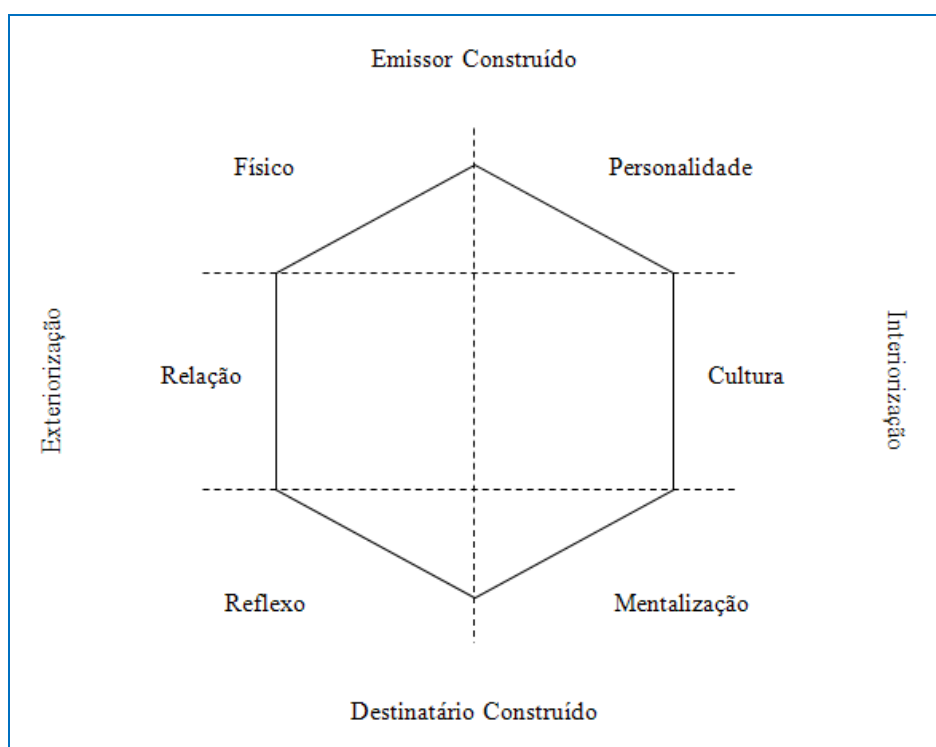 Emissor Construído
Físico
Personalidade
Exteriorização
Interiorização
Relação
Cultura
Reflexo
Mentalização
Destinatário Construído